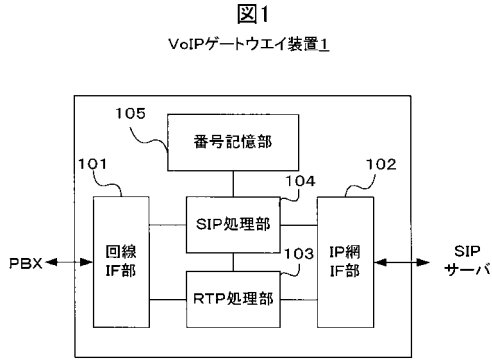 図1
VoIPゲートウエイ装置1
105
番号記憶部
101
104
102
SIP処理部
回線
IF部
IP網
IF部
103
RTP処理部
PBX
SIP
サーバ